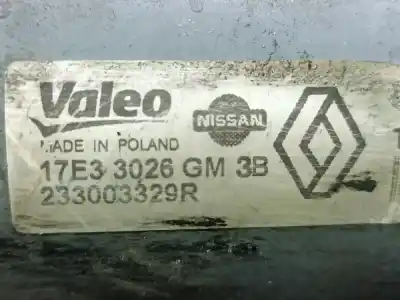 Valeo
NISSAN
MADE IN POLAND
17E3 3026 GM 3B
233003329R